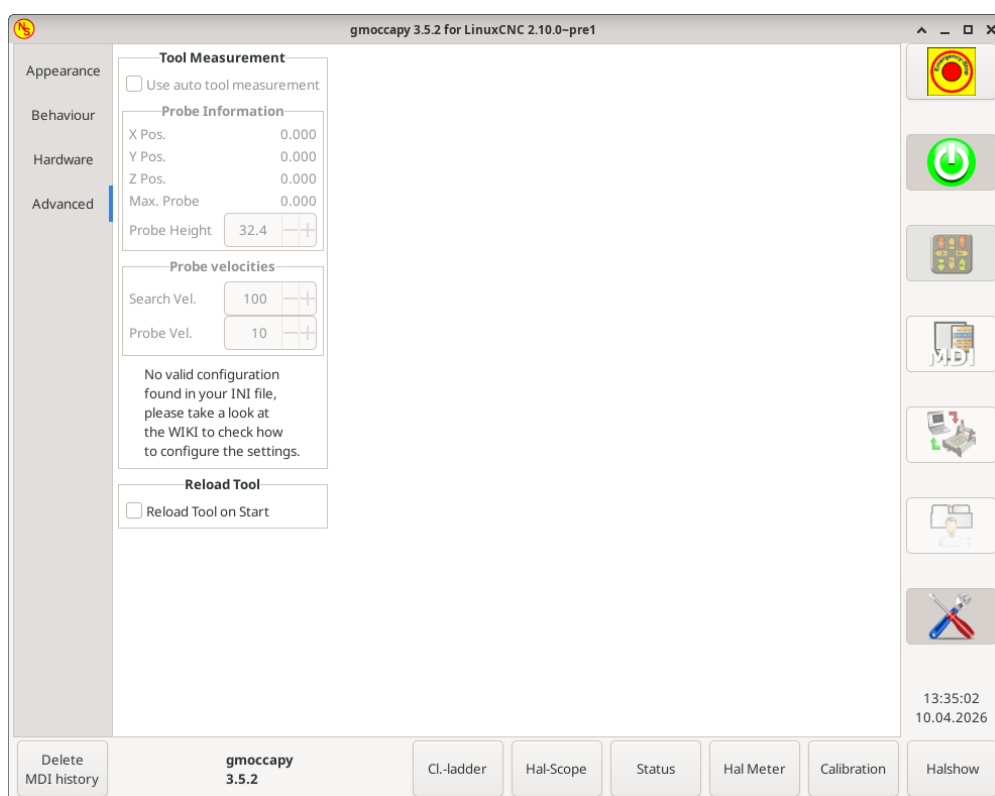 NS
gmoccapy 3.5.2 for LinuxCNC 2.10.0~pre1
Appearance
Behaviour
Hardware
Advanced
Tool Measurement
Use auto tool measurement
Probe Information
X Pos. 0.000
Y Pos. 0.000
Z Pos. 0.000
Max. Probe 0.000
Probe Height 32.4
Probe velocities
Search Vel. 100
Probe Vel. 10
No valid configuration
found in your INI file,
please take a look at
the WIKI to check how
to configure the settings.
Reload Tool
Reload Tool on Start
Emergency-Stop
MDI
13:35:02
10.04.2026
Delete
MDI history
gmoccapy
3.5.2
Cl.-ladder
Hal-Scope
Status
Hal Meter
Calibration
Halshow